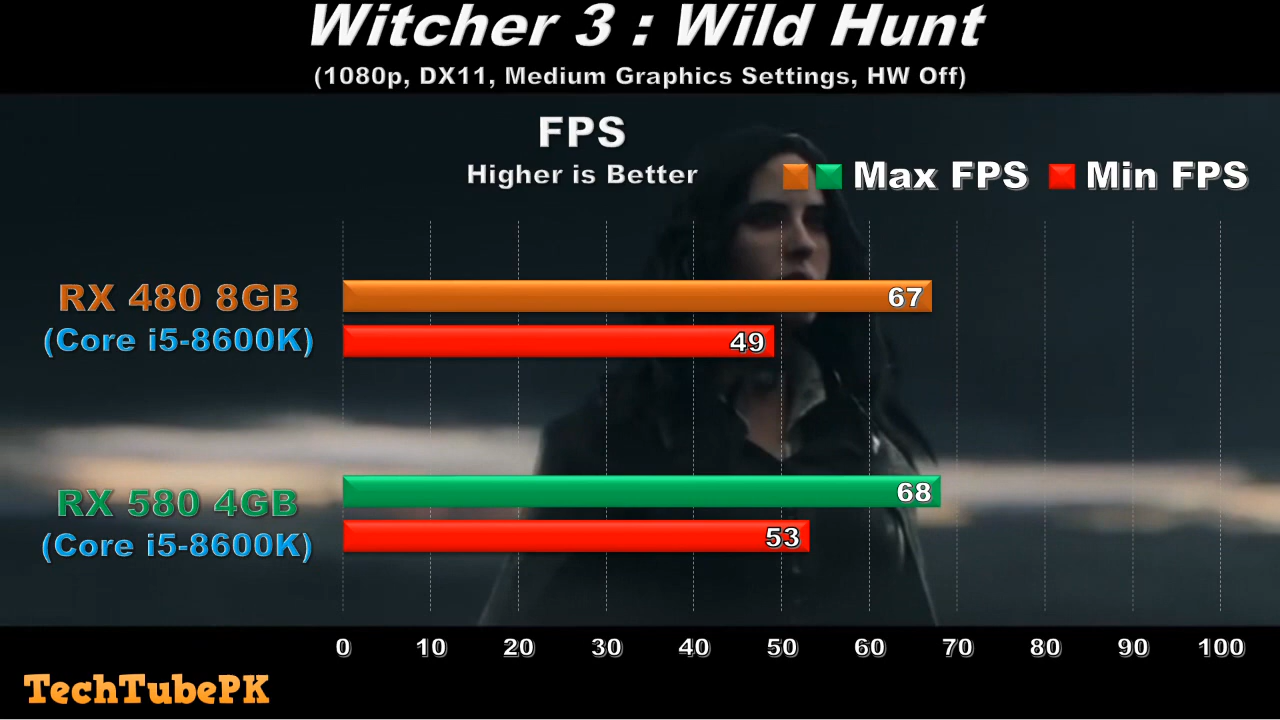 Witcher 3 : Wild Hunt
(1080p, DX11, Medium Graphics Settings, HW Off)
FPS
Higher is Better
Max FPS Min FPS
RX 480 8GB
(Core i5-8600K)
67
49
RX 580 4GB
(Core i5-8600K)
68
53
0 10 20 30 40 50 60 70 80 90 100
TechTubePK